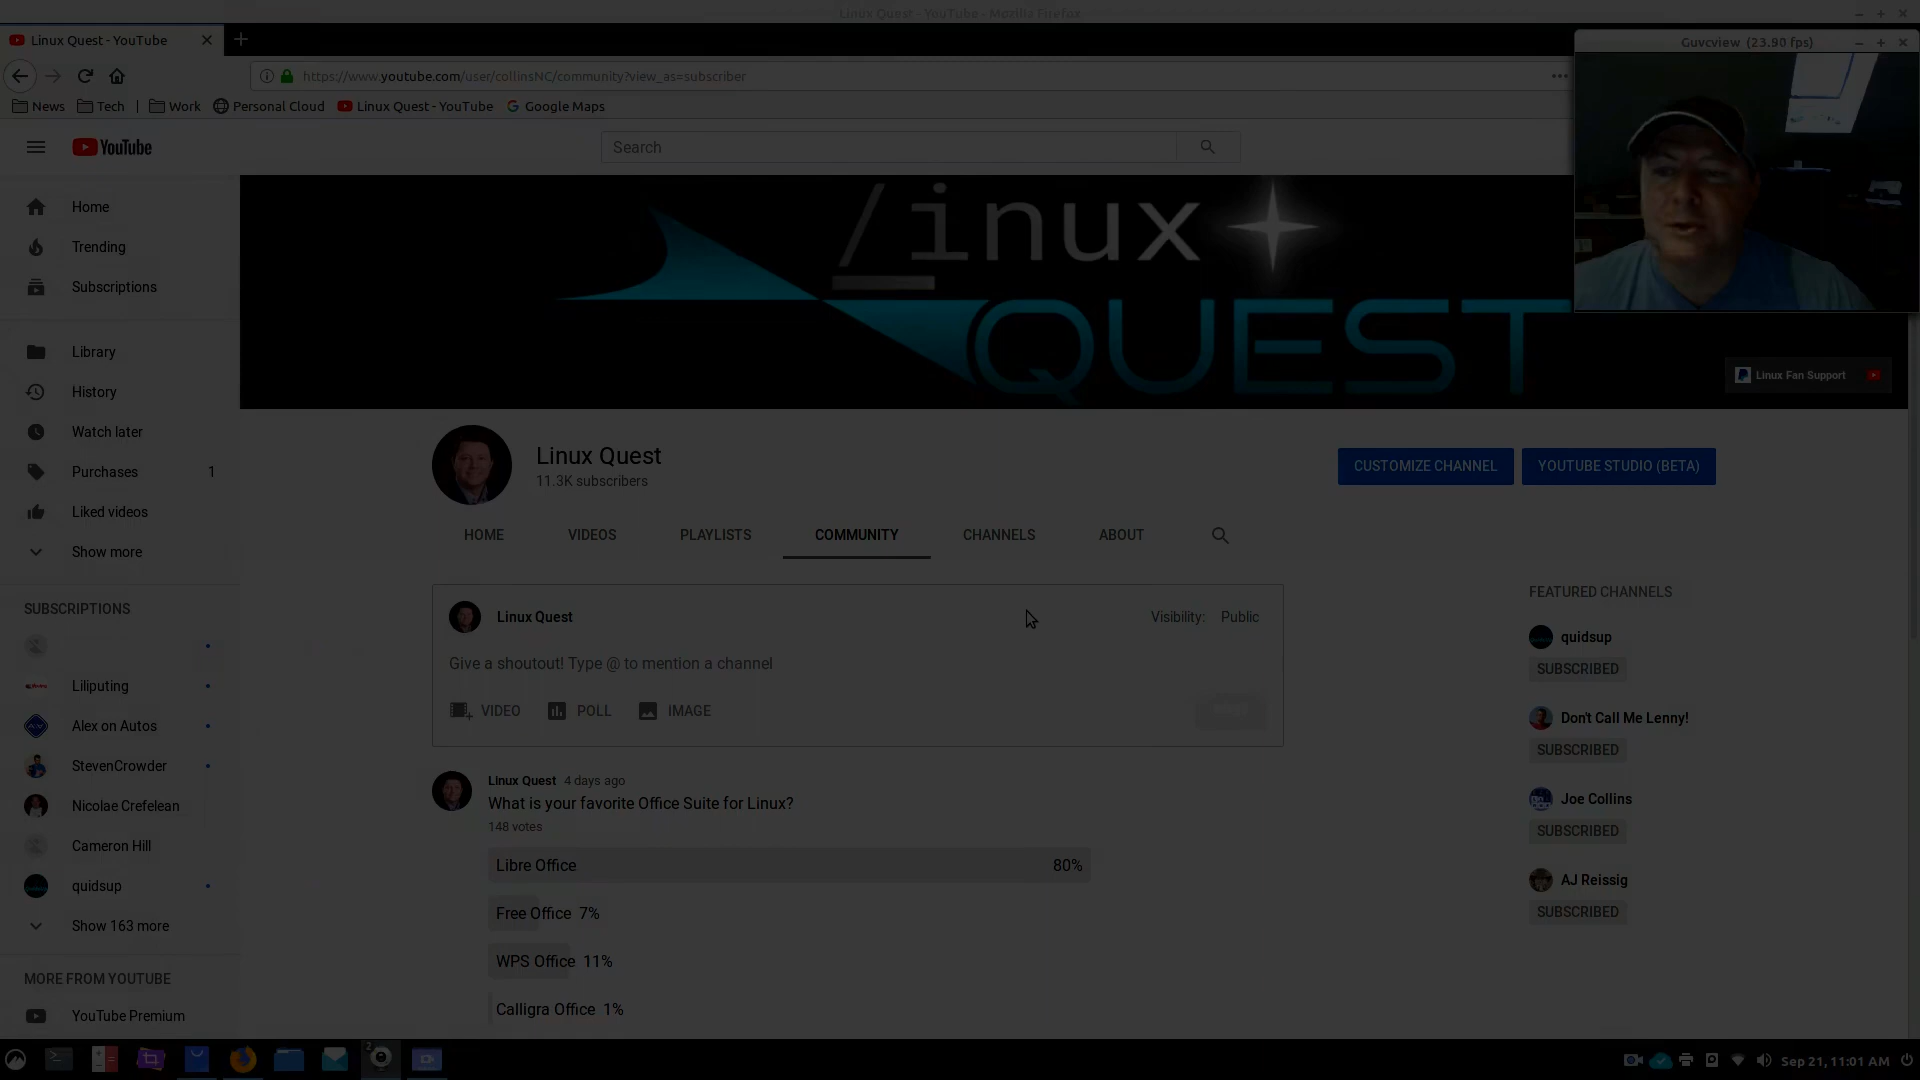 Linux Quest - YouTube - Mozilla Firefox
Linux Quest - YouTube
Guvcview (23.90 fps)
https://www.youtube.com/user/collinsNC/community?view_as=subscriber
News
Tech
Work
Personal Cloud
Linux Quest - YouTube
Google Maps
YouTube
Search
Home
Trending
Subscriptions
Library
History
Watch later
Purchases 1
Liked videos
Show more
SUBSCRIPTIONS
Liliputing
Alex on Autos
StevenCrowder
Nicolae Crefelean
Cameron Hill
quidsup
Show 163 more
MORE FROM YOUTUBE
YouTube Premium
/inux
QUEST
Linux Fan Support
Linux Quest
11.3K subscribers
CUSTOMIZE CHANNEL
YOUTUBE STUDIO (BETA)
HOME
VIDEOS
PLAYLISTS
COMMUNITY
CHANNELS
ABOUT
Linux Quest
Visibility: Public
Give a shoutout! Type @ to mention a channel
VIDEO
POLL
IMAGE
Linux Quest 4 days ago
What is your favorite Office Suite for Linux?
148 votes
Libre Office 80%
Free Office 7%
WPS Office 11%
Calligra Office 1%
FEATURED CHANNELS
quidsup
SUBSCRIBED
Don't Call Me Lenny!
SUBSCRIBED
Joe Collins
SUBSCRIBED
AJ Reissig
SUBSCRIBED
2
Sep 21, 11:01 AM